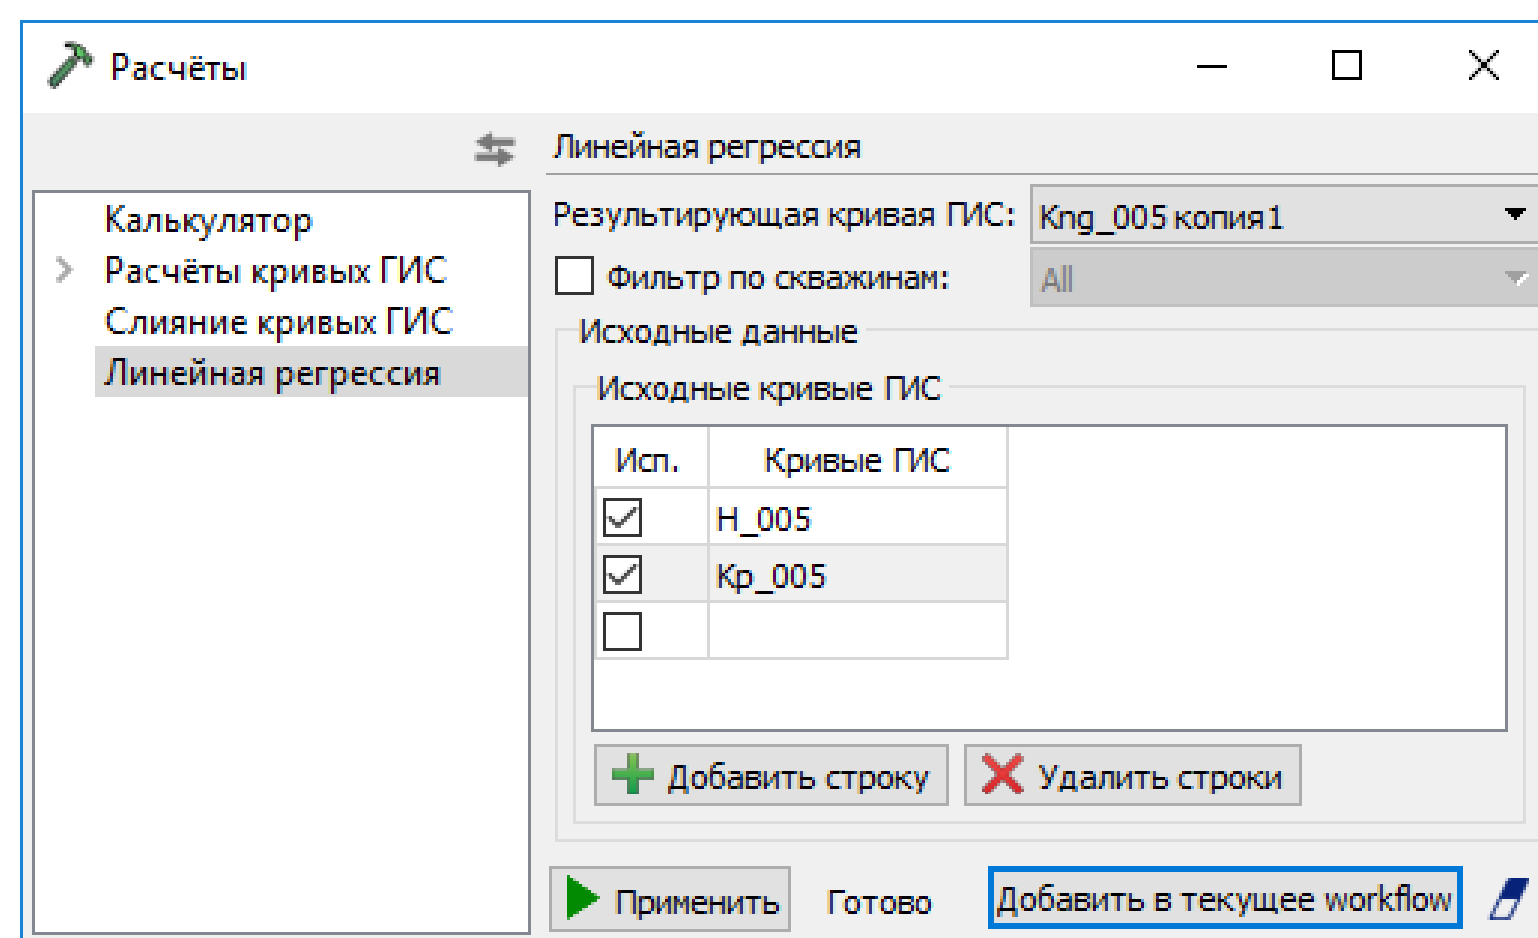 Расчёты
Линейная регрессия
Калькулятор
Расчёты кривых ГИС
Слияние кривых ГИС
Линейная регрессия
Результирующая кривая ГИС: Kng_005 копия1
Фильтр по скважинам: All
Исходные данные
Исходные кривые ГИС
Исп. Кривые ГИС
H_005
Kp_005
Добавить строку Удалить строки
Применить Готово Добавить в текущее workflow